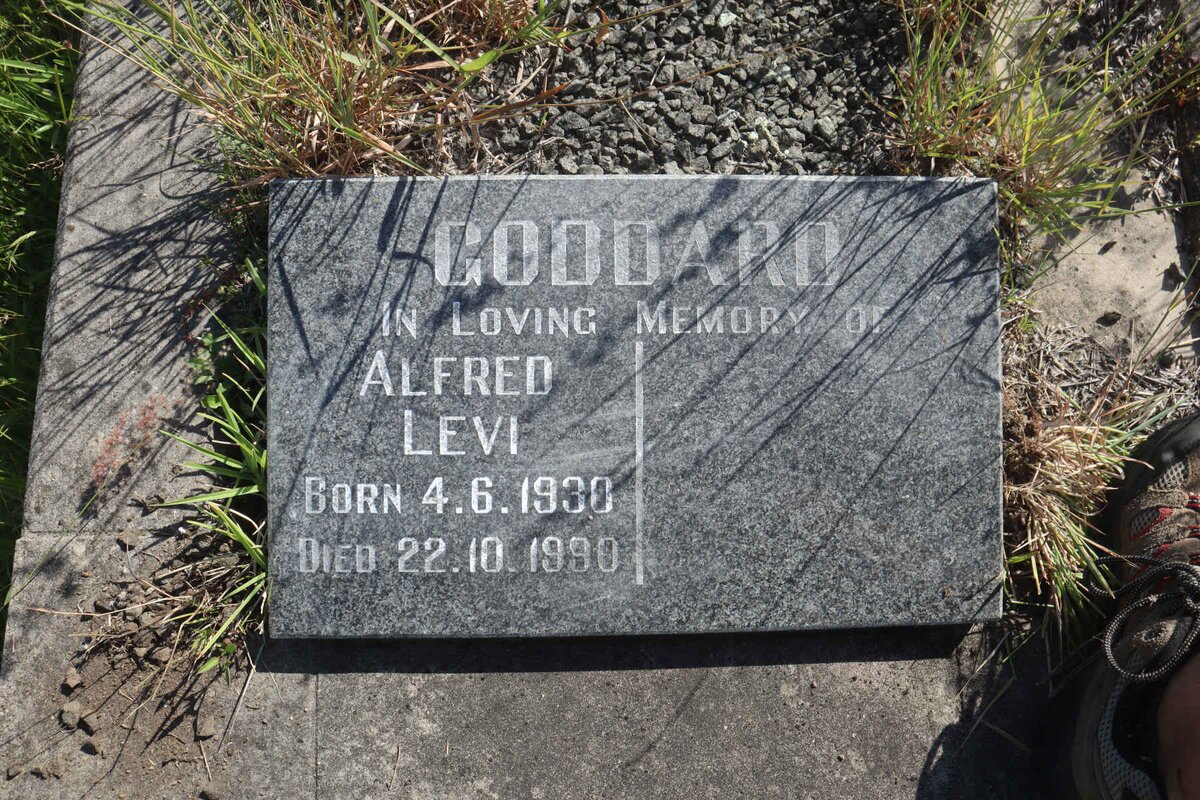 GODDARD
IN LOVING MEMORY OF
ALFRED
LEVI
BORN 4.6.1930
DIED 22.10.1990